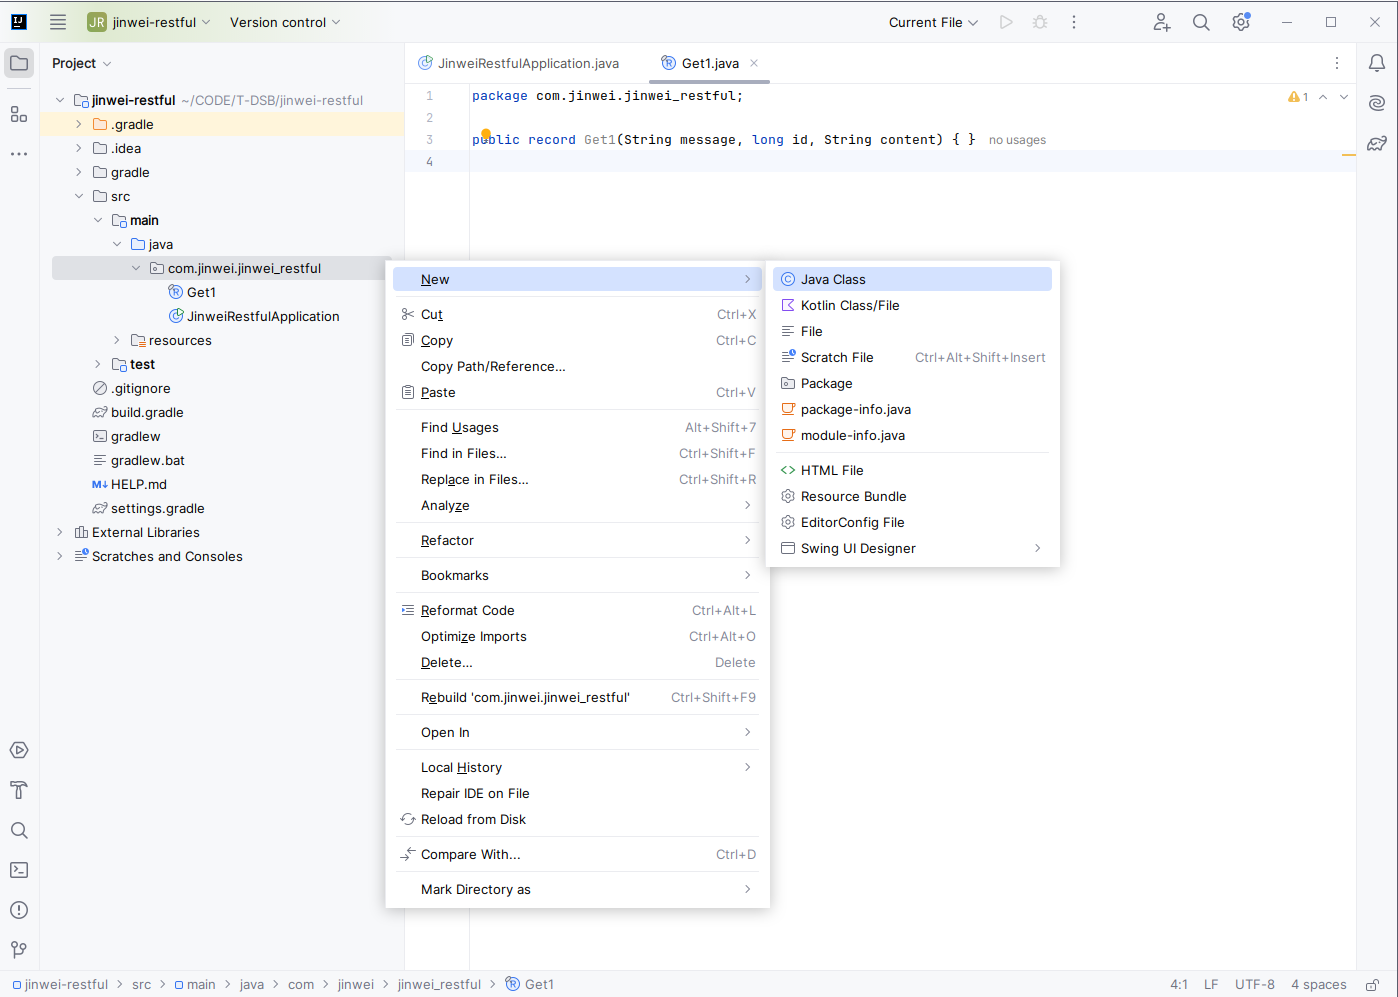 JR jinwei-restful Version control Current File
Project
JinweiRestfulApplication.java Get1.java
jinwei-restful ~/CODE/T-DSB/jinwei-restful
.gradle
.idea
gradle
src
main
java
com.jinwei.jinwei_restful
Get1
JinweiRestfulApplication
resources
test
.gitignore
build.gradle
gradlew
gradlew.bat
M↓ HELP.md
settings.gradle
External Libraries
Scratches and Consoles
1 package com.jinwei.jinwei_restful;
1
2
3 public record Get1(String message, long id, String content) { } no usages
4
New
Cut Ctrl+X
Copy Ctrl+C
Copy Path/Reference...
Paste Ctrl+V
Find Usages Alt+Shift+7
Find in Files... Ctrl+Shift+F
Replace in Files... Ctrl+Shift+R
Analyze
Refactor
Bookmarks
Reformat Code Ctrl+Alt+L
Optimize Imports Ctrl+Alt+O
Delete... Delete
Rebuild 'com.jinwei.jinwei_restful' Ctrl+Shift+F9
Open In
Local History
Repair IDE on File
Reload from Disk
Compare With... Ctrl+D
Mark Directory as
Java Class
Kotlin Class/File
File
Scratch File Ctrl+Alt+Shift+Insert
Package
package-info.java
module-info.java
HTML File
Resource Bundle
EditorConfig File
Swing UI Designer
jinwei-restful > src > main > java > com > jinwei > jinwei_restful > Get1
4:1 LF UTF-8 4 spaces